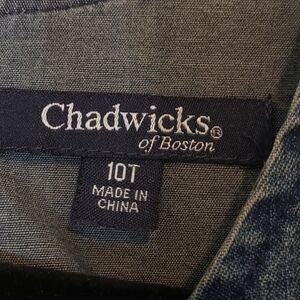 Chadwicks®
of Boston
10T
MADE IN
CHINA